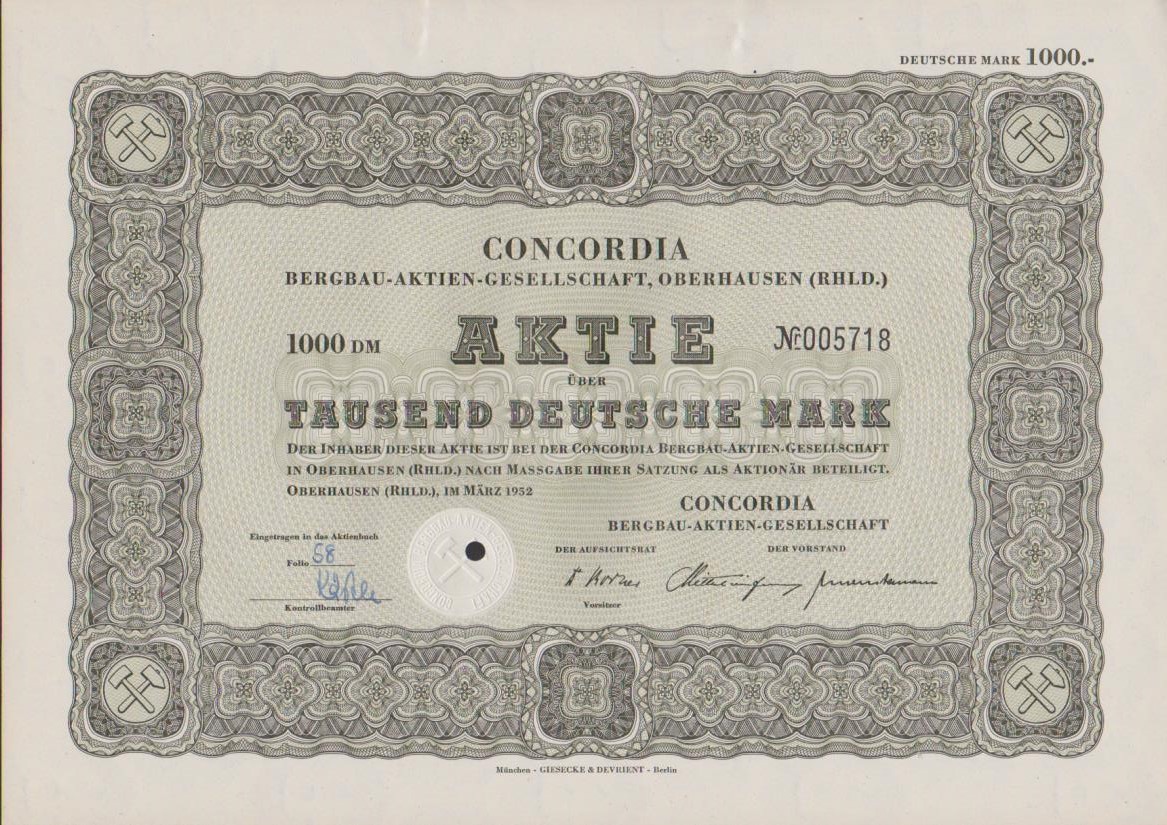 DEUTSCHE MARK 1000.-
CONCORDIA
BERGBAU-AKTIEN-GESELLSCHAFT, OBERHAUSEN (RHLD.)
1000 DM AKTIE № 005718
ÜBER
TAUSEND DEUTSCHE MARK
DER INHABER DIESER AKTIE IST BEI DER CONCORDIA BERGBAU-AKTIEN-GESELLSCHAFT
IN OBERHAUSEN (RHLD.) NACH MASSGABE IHRER SATZUNG ALS AKTIONÄR BETEILIGT.
OBERHAUSEN (RHLD.), IM MÄRZ 1952
CONCORDIA
BERGBAU-AKTIEN-GESELLSCHAFT
Eingetragen in das Aktienbuch
Folio 58
Kontrollbeamter
DER AUFSICHTSRAT DER VORSTAND
Vorsitzer
München - GIESECKE & DEVRIENT - Berlin